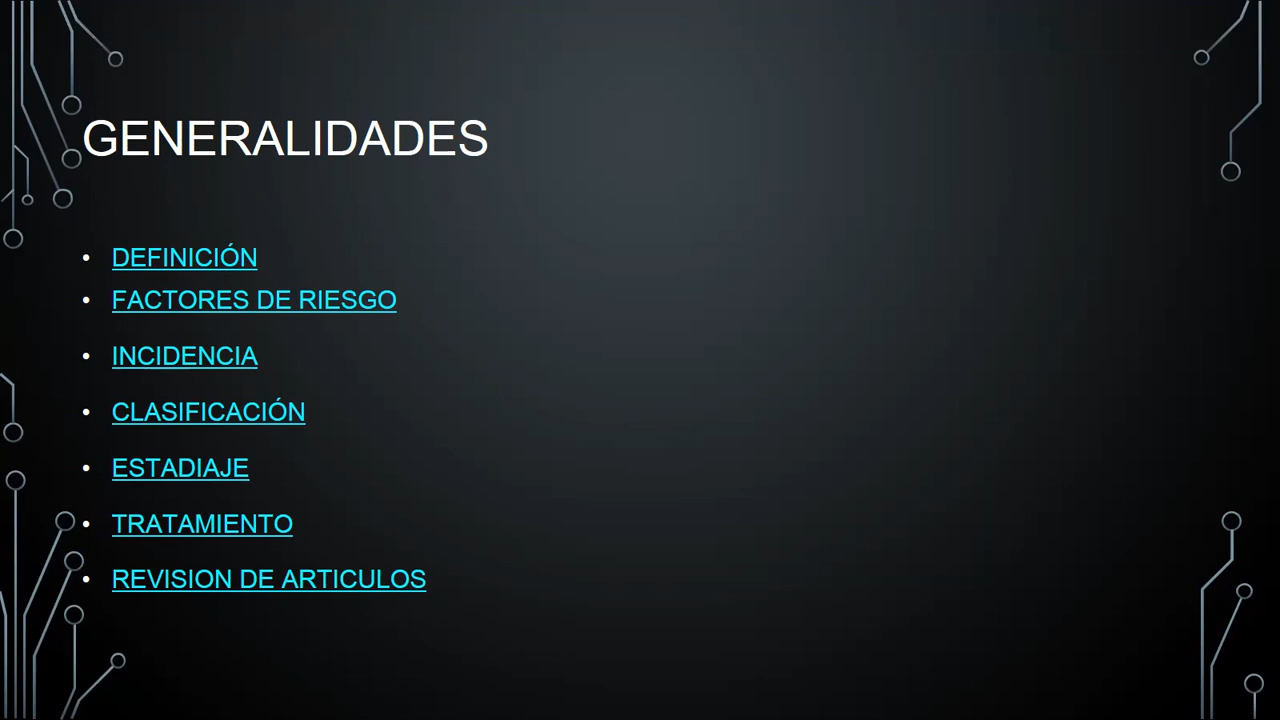 GENERALIDADES
• DEFINICIÓN
• FACTORES DE RIESGO
• INCIDENCIA
• CLASIFICACIÓN
• ESTADIAJE
• TRATAMIENTO
• REVISION DE ARTICULOS